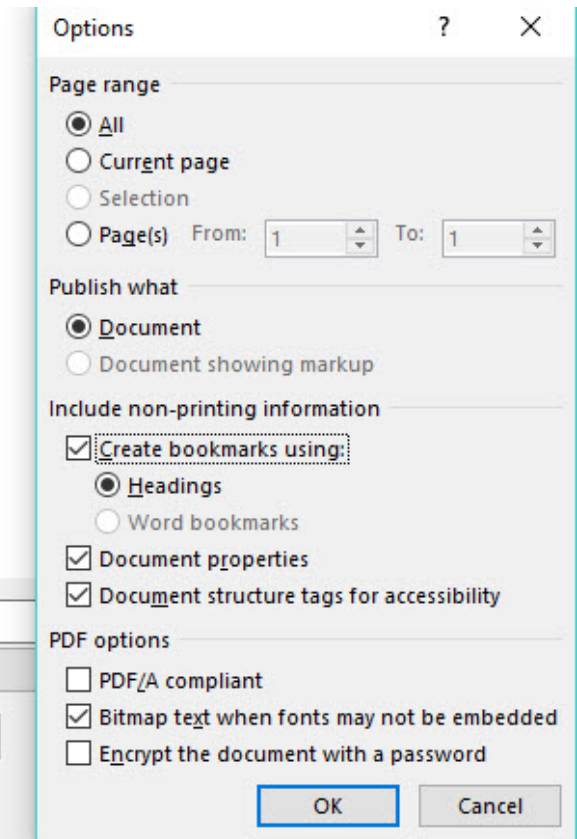 Options ?
Page range
All
Current page
Selection
Page(s) From: 1 To: 1
Publish what
Document
Document showing markup
Include non-printing information
Create bookmarks using:
Headings
Word bookmarks
Document properties
Document structure tags for accessibility
PDF options
PDF/A compliant
Bitmap text when fonts may not be embedded
Encrypt the document with a password
OK Cancel